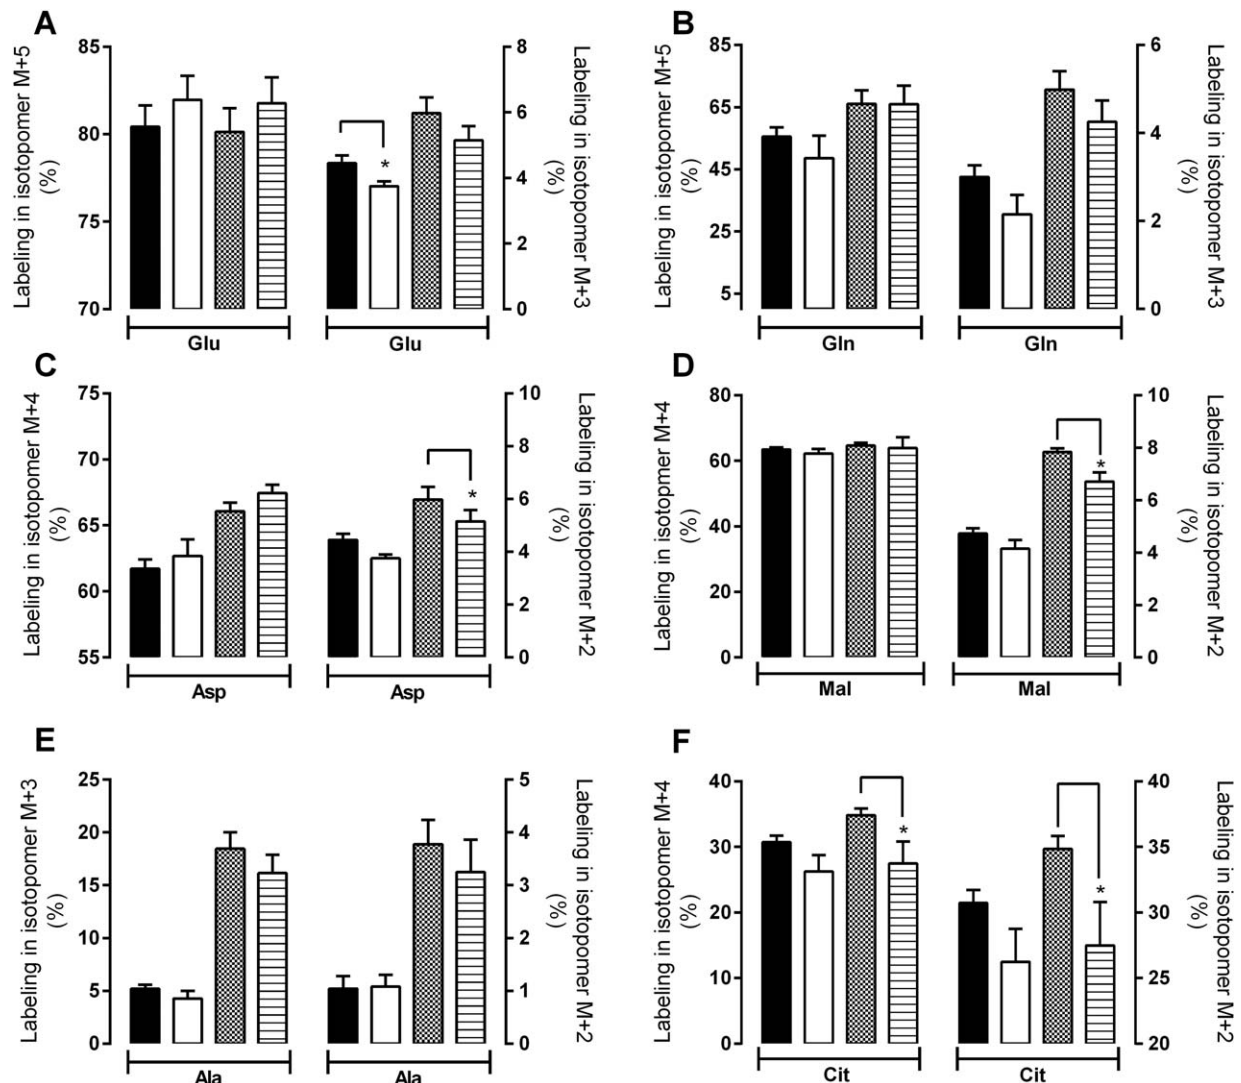 A
Labeling in isotopomer M+5
(%)
85
80
75
70
*
8
6
4
2
0
Labeling in isotopomer M+3
(%)
Glu
Glu
B
Labeling in isotopomer M+5
(%)
85
65
45
25
5
6
4
2
0
Labeling in isotopomer M+3
(%)
Gln
Gln
C
Labeling in isotopomer M+4
(%)
75
70
65
60
55
*
10
8
6
4
2
0
Labeling in isotopomer M+2
(%)
Asp
Asp
D
Labeling in isotopomer M+4
(%)
80
60
40
20
0
*
10
8
6
4
2
0
Labeling in isotopomer M+2
(%)
Mal
Mal
E
Labeling in isotopomer M+3
(%)
25
20
15
10
5
0
5
4
3
2
1
0
Labeling in isotopomer M+2
(%)
Ala
Ala
F
Labeling in isotopomer M+4
(%)
40
30
20
10
0
*
*
40
35
30
25
20
Labeling in isotopomer M+2
(%)
Cit
Cit